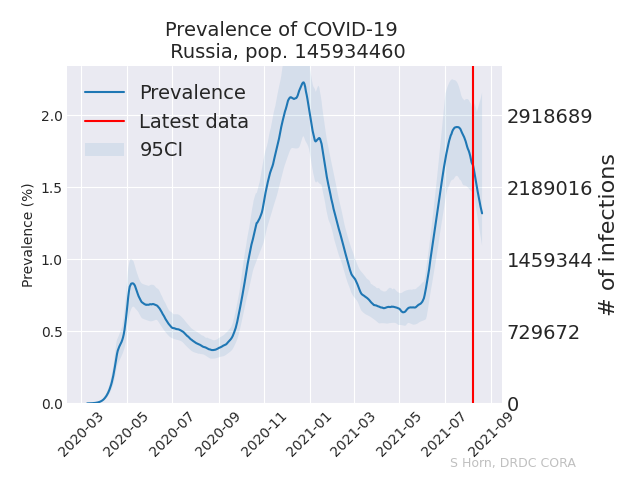 Prevalence of COVID-19
Russia, pop. 145934460
Prevalence
Latest data
95CI
Prevalence (%)
2.0
1.5
1.0
0.5
0.0
2918689
2189016
1459344
729672
0
# of infections
2020-03
2020-05
2020-07
2020-09
2020-11
2021-01
2021-03
2021-05
2021-07
2021-09
S Horn, DRDC CORA